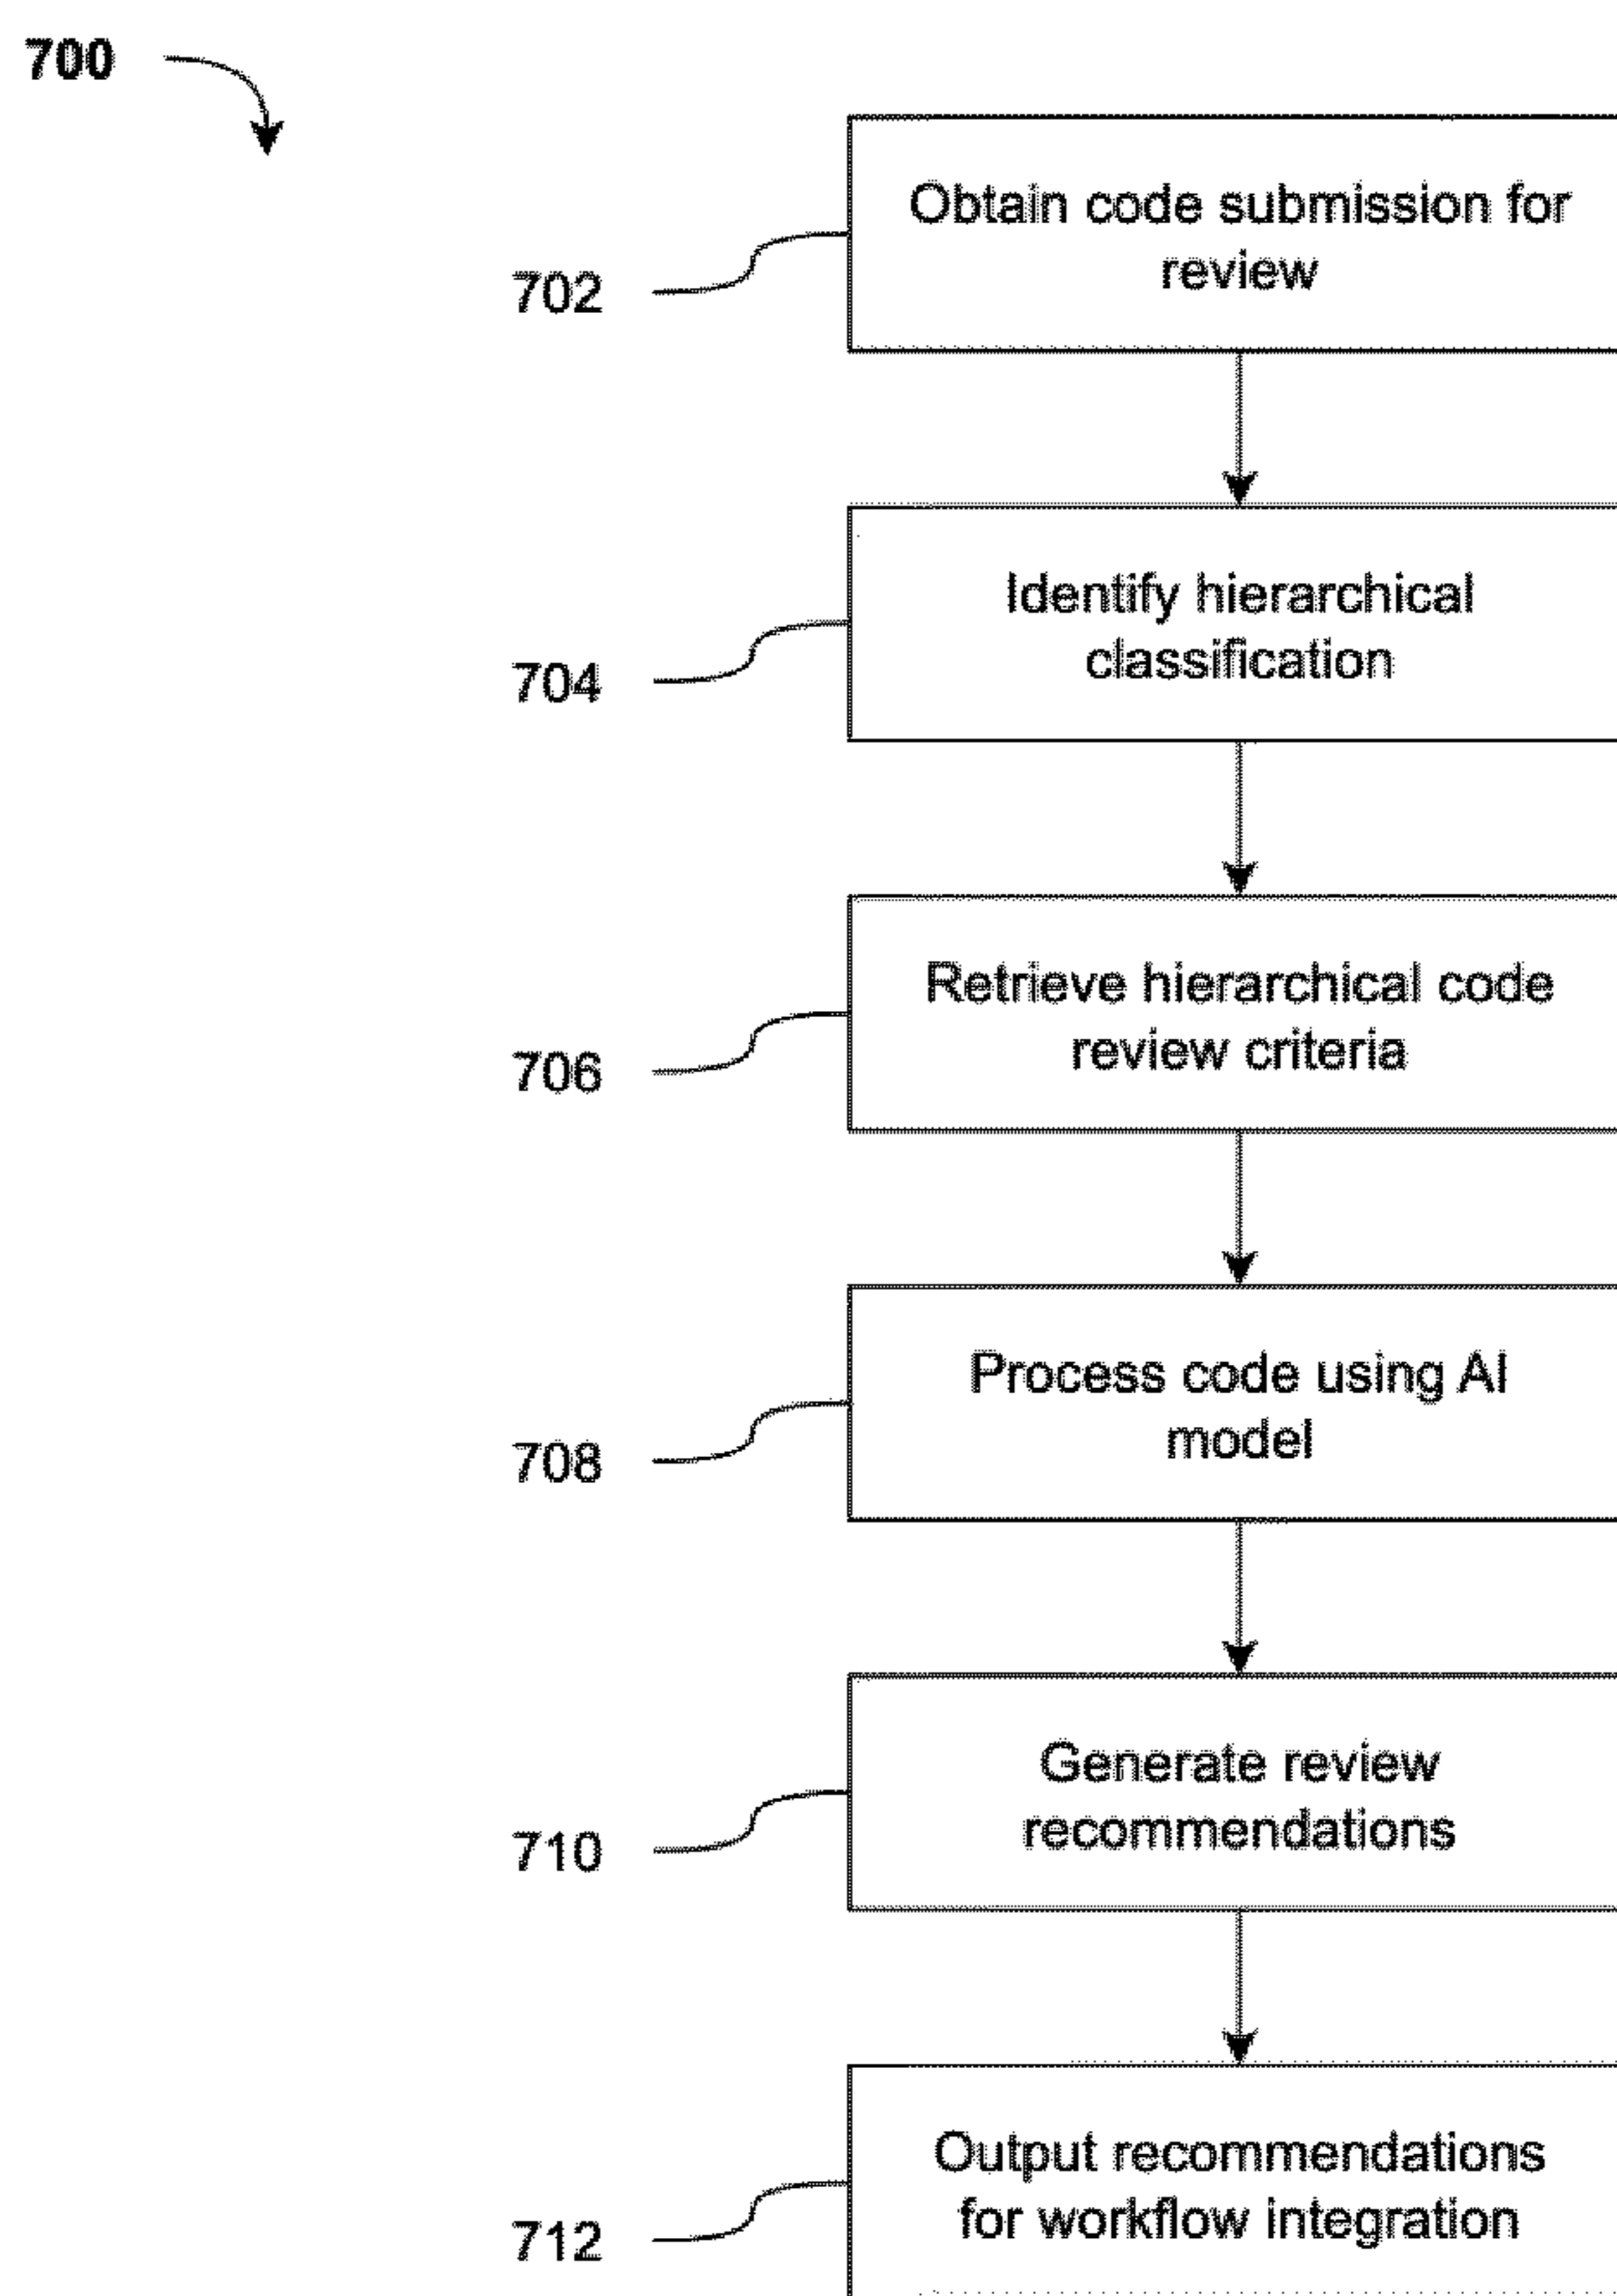 700
Obtain code submission for
review
702
Identify hierarchical
classification
704
Retrieve hierarchical code
review criteria
706
Process code using AI
model
708
Generate review
recommendations
710
Output recommendations
for workflow integration
712